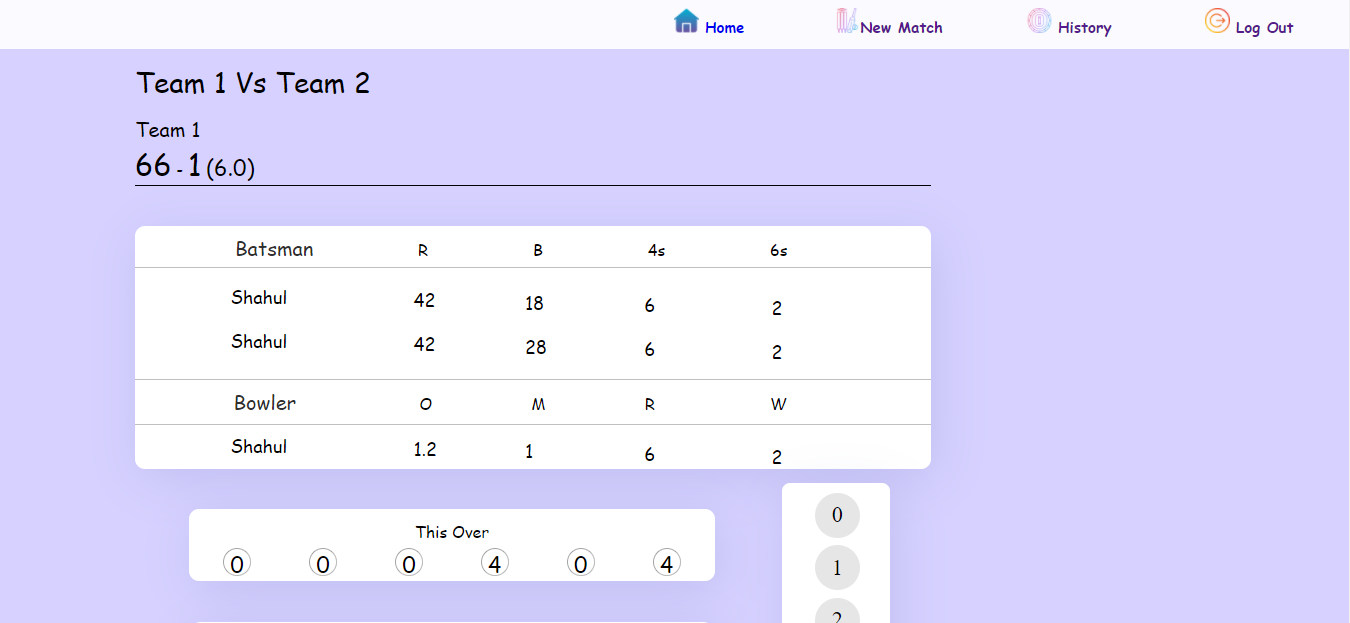 Home New Match History Log Out
Team 1 Vs Team 2
Team 1
66 - 1 (6.0)
Batsman R B 4s 6s
Shahul 42 18 6 2
Shahul 42 28 6 2
Bowler O M R W
Shahul 1.2 1 6 2
This Over
0 0 0 4 0 4
0
1
2